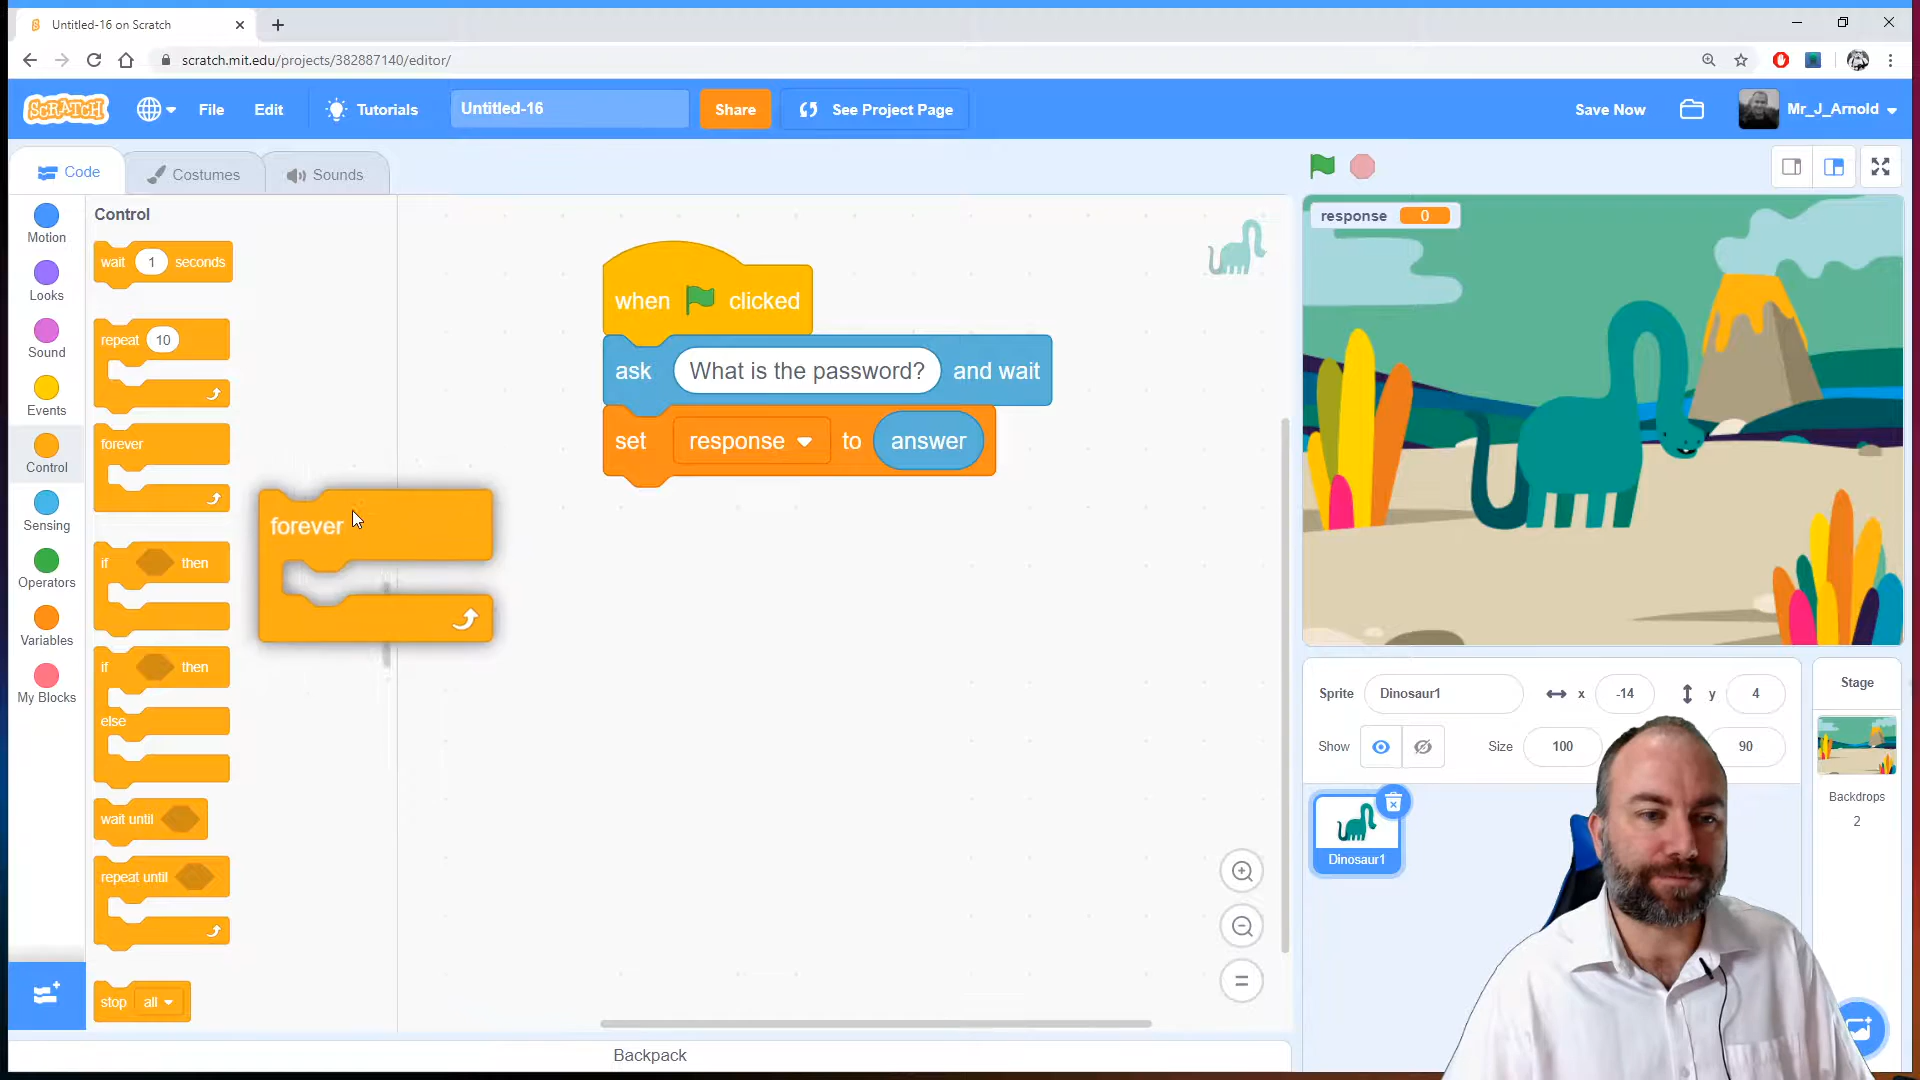 Untitled-16 on Scratch
scratch.mit.edu/projects/382887140/editor/
SCRATCH
File
Edit
Tutorials
Untitled-16
Share
See Project Page
Save Now
Mr_J_Arnold
Code
Costumes
Sounds
Motion
Looks
Sound
Events
Control
Sensing
Operators
Variables
My Blocks
Control
wait 1 seconds
repeat 10
forever
if then
if then
else
wait until
repeat until
stop all
forever
when clicked
ask What is the password? and wait
set response to answer
response 0
Sprite Dinosaur1 x -14 y 4
Show Size 100 90
Dinosaur1
Stage
Backdrops
2
Backpack